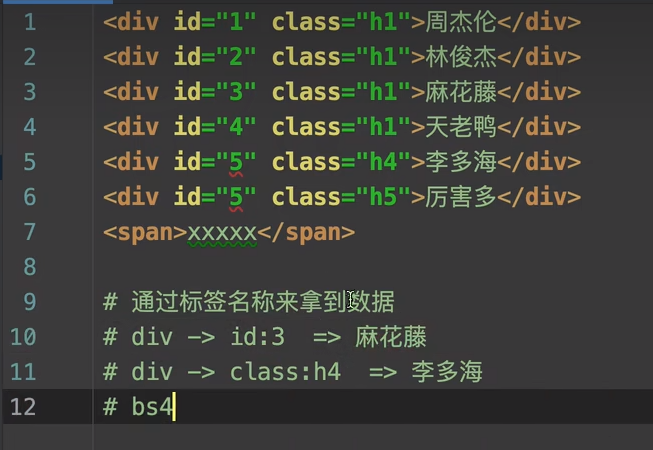 1 <div id="1" class="h1">周杰伦</div>
2 <div id="2" class="h1">林俊杰</div>
3 <div id="3" class="h1">麻花藤</div>
4 <div id="4" class="h1">天老鸭</div>
5 <div id="5" class="h4">李多海</div>
6 <div id="5" class="h5">厉害多</div>
7 <span>xxxxx</span>
8
9 # 通过标签名称来拿到数据
10 # div -> id:3  => 麻花藤
11 # div -> class:h4  => 李多海
12 # bs4